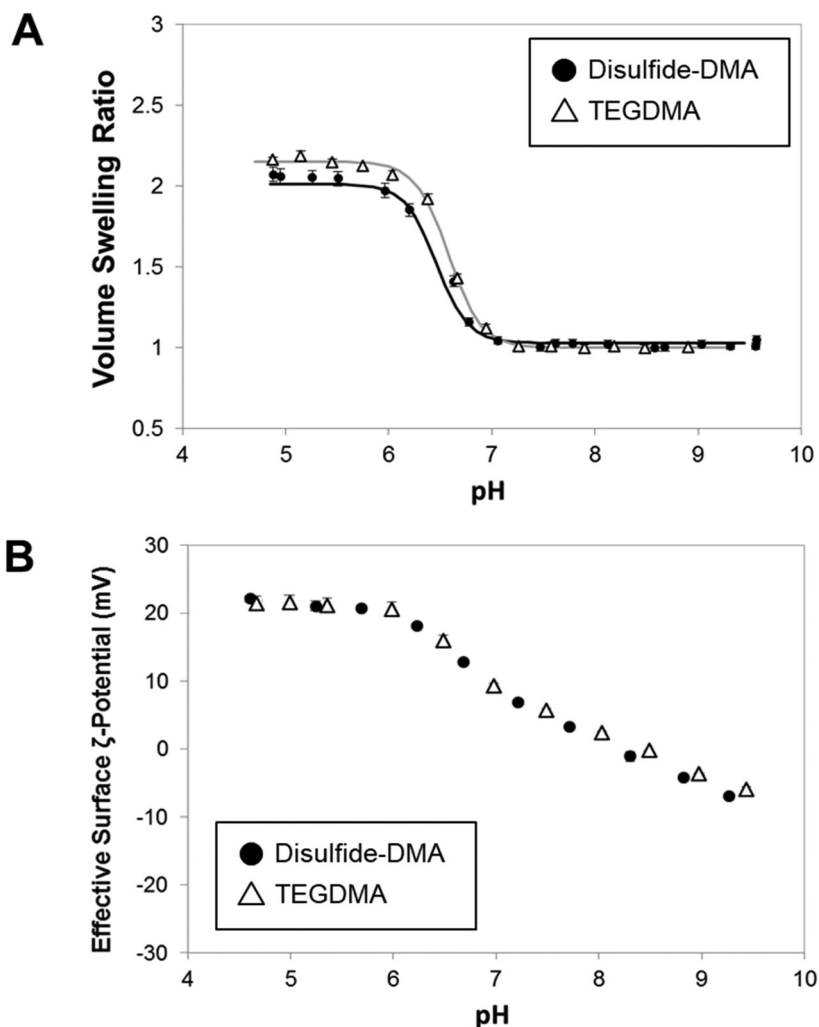 A
Volume Swelling Ratio
3
2.5
2
1.5
1
0.5
Disulfide-DMA
TEGDMA
4 5 6 7 8 9 10
pH
B
Effective Surface ζ-Potential (mV)
30
20
10
0
-10
-20
-30
Disulfide-DMA
TEGDMA
4 5 6 7 8 9 10
pH